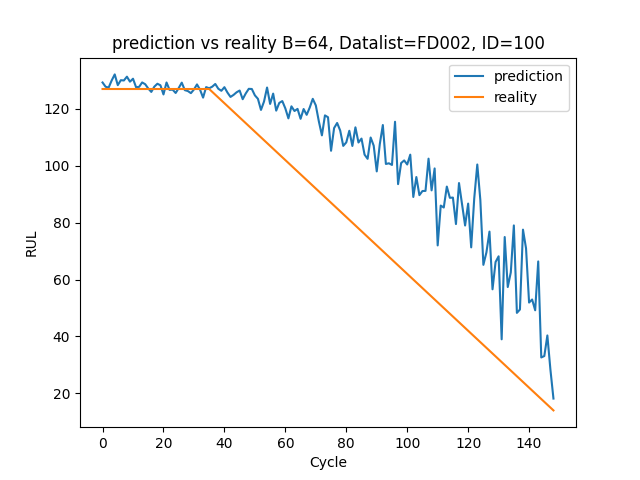 prediction vs reality B=64, Datalist=FD002, ID=100
prediction
reality
RUL
120
100
80
60
40
20
0 20 40 60 80 100 120 140
Cycle